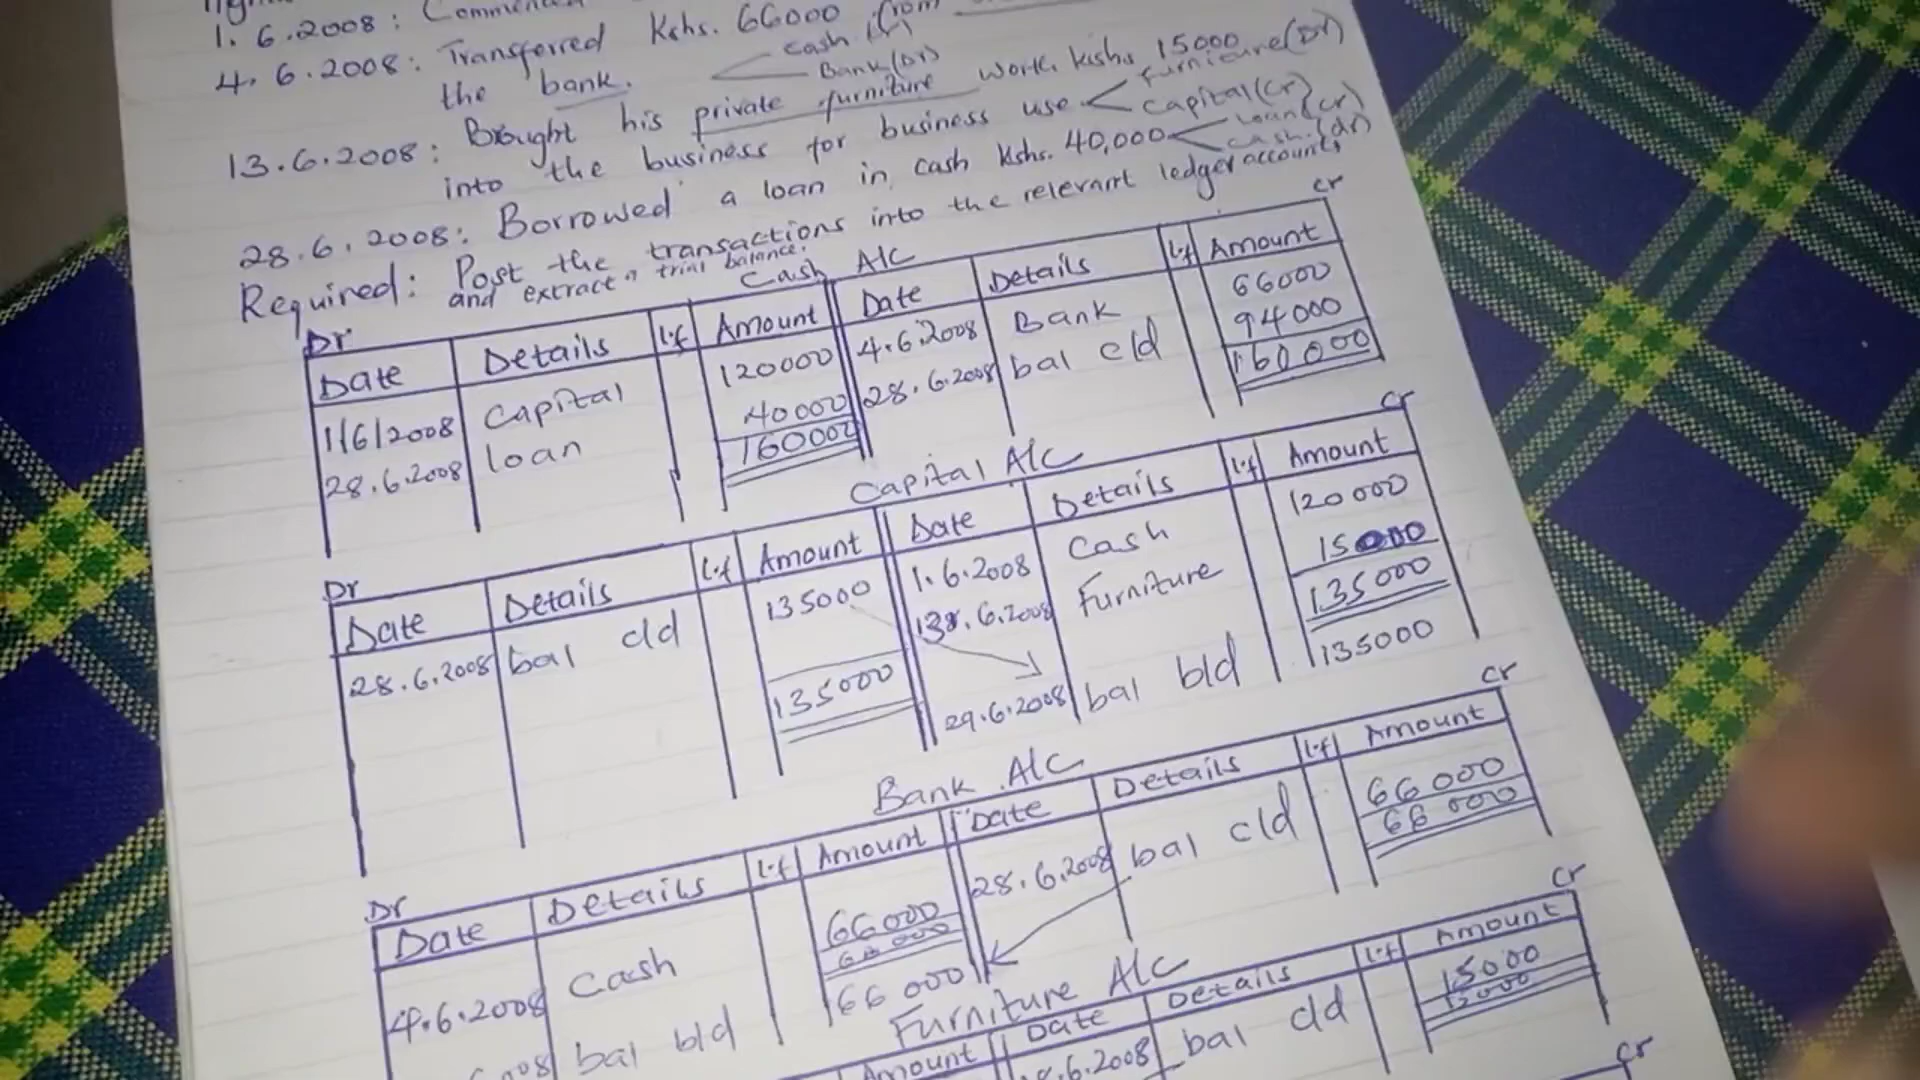 1. 6.2008: Commenced
4. 6.2008: Transferred Kshs. 66000 from
the bank. cash
Bank (Dr)
13.6.2008: Brought his private furniture worth kshs. 15000
into the business for business use furniture (Dr)
capital (Cr)
28.6.2008: Borrowed a loan in cash Kshs. 40,000 loan (cr)
cash (dr)
Required: Post the transactions into the relevant ledger accounts
and extract a trial balance.
Cash A/C
Dr Cr
Date Details l.f Amount Date Details l.f Amount
1/6/2008 Capital 120000 4.6.2008 Bank 66000
28.6.2008 loan 40000 28.6.2008 bal c/d 94000
160000 160000
Capital A/C
Dr Cr
Date Details l.f Amount Date Details l.f Amount
28.6.2008 bal c/d 135000 1.6.2008 Cash 120000
6.2008 Furniture 15000
135000 135000
29.6.2008 bal b/d 135000
Bank A/C
Dr Cr
Date Details l.f Amount Date Details l.f Amount
4.6.2008 Cash 66000 28.6.2008 bal c/d 66000
66000 66000
bal b/d 66000
Furniture A/C
Cr
Amount Date Details l.f Amount
6.2008 bal c/d 15000
15000
Cr